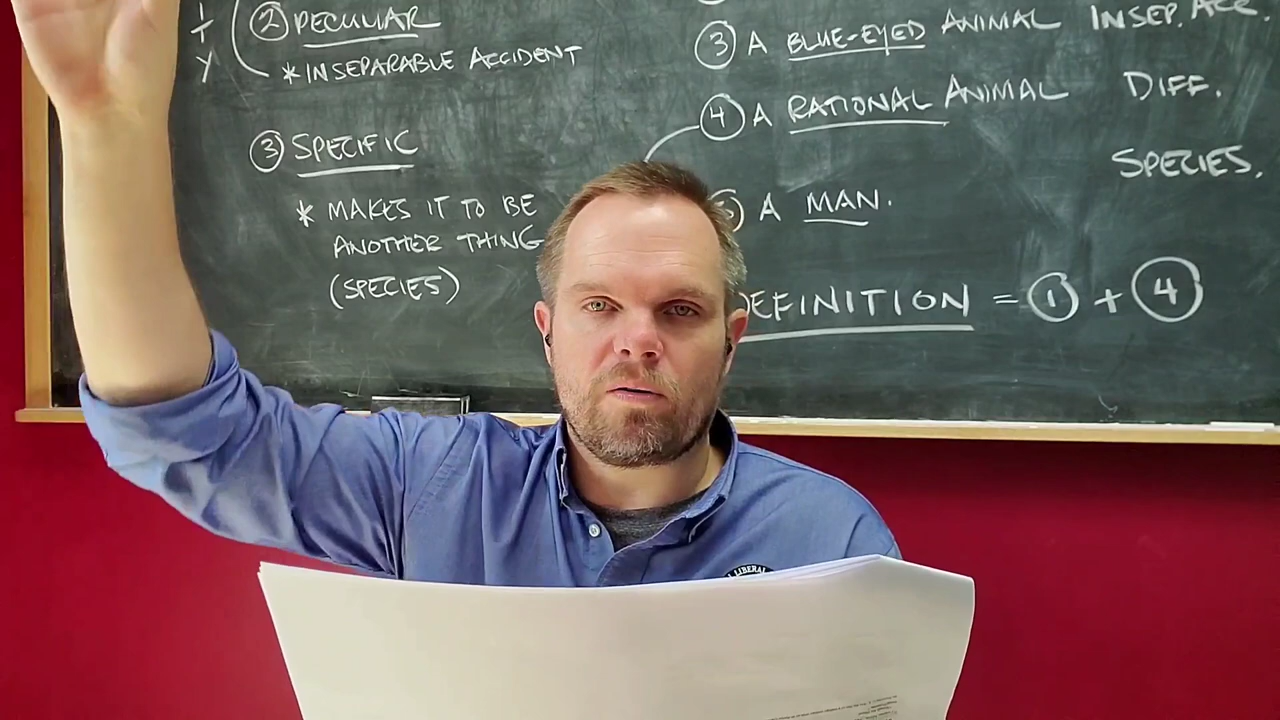 ② PECULIAR
* INSEPARABLE ACCIDENT
③ SPECIFIC
* MAKES IT TO BE
ANOTHER THING
(SPECIES)
③ A BLUE-EYED ANIMAL INSEP. ACC.
④ A RATIONAL ANIMAL DIFF.
SPECIES.
A MAN.
EFINITION = ① + ④
LIBERAL